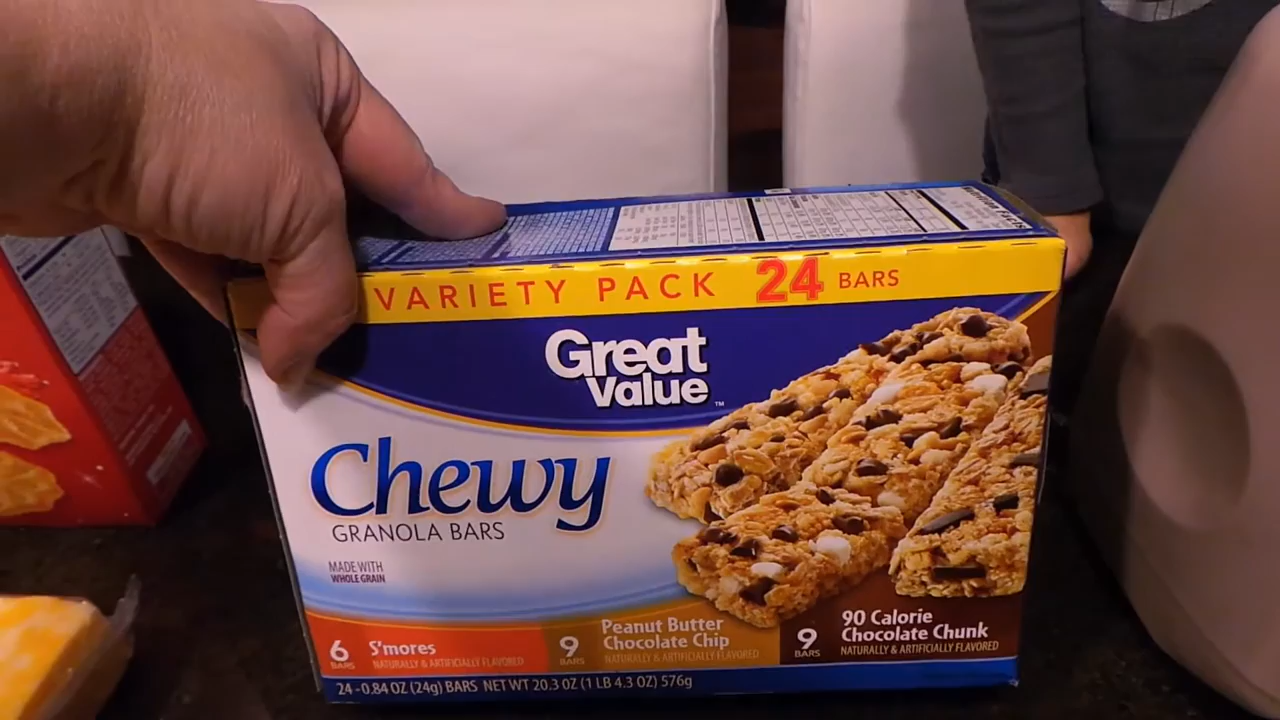 VARIETY PACK 24 BARS
Great
Value™
Chewy
GRANOLA BARS
MADE WITH
WHOLE GRAIN
6 BARS
S'mores
NATURALLY & ARTIFICIALLY FLAVORED
9 BARS
Peanut Butter
Chocolate Chip
NATURALLY & ARTIFICIALLY FLAVORED
9 BARS
90 Calorie
Chocolate Chunk
NATURALLY & ARTIFICIALLY FLAVORED
24 - 0.84 OZ (24g) BARS NET WT 20.3 OZ (1 LB 4.3 OZ) 576g